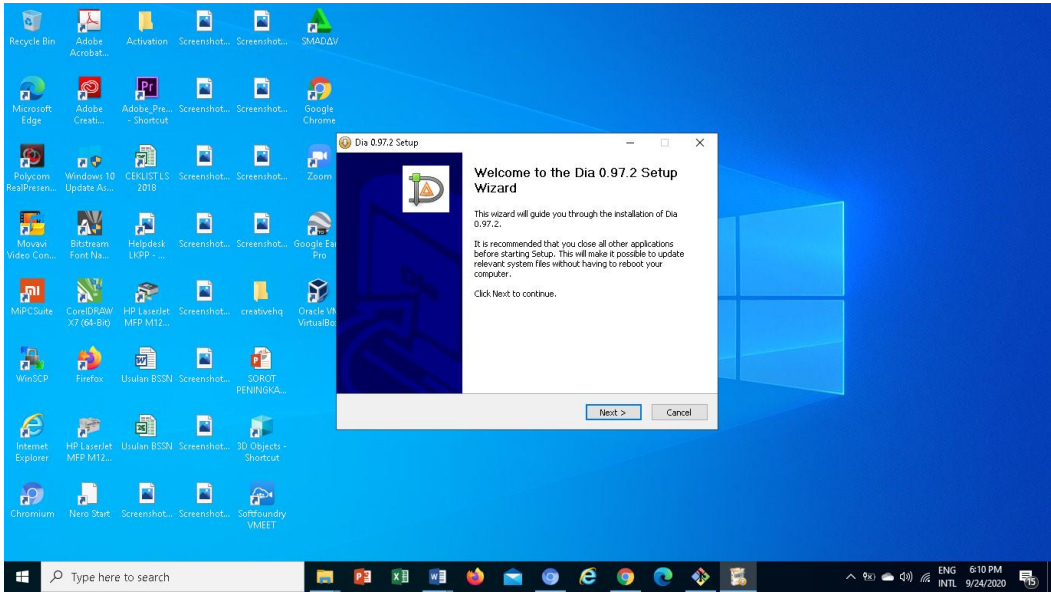 Recycle Bin
Adobe Acrobat...
Activation
Screenshot...
Screenshot...
SMADAV
Microsoft Edge
Adobe Creati...
Adobe_Pre... - Shortcut
Screenshot...
Screenshot...
Google Chrome
Polycom RealPresen...
Windows 10 Update As...
CEKLIST LS 2018
Screenshot...
Screenshot...
Zoom
Movavi Video Con...
Bitstream Font Na...
Helpdesk LKPP - ...
Screenshot...
Screenshot...
Google Ea
Pro
MiPCSuite
CorelDRAW X7 (64-Bit)
HP LaserJet MFP M12...
Screenshot...
creativehq
Oracle VM
VirtualBo
WinSCP
Firefox
Usulan BSSN
Screenshot...
SOROT PENINGKA...
Internet Explorer
HP LaserJet MFP M12...
Usulan BSSN
Screenshot...
3D Objects - Shortcut
Chromium
Nero Start
Screenshot...
Screenshot...
Softfoundry VMEET
Dia 0.97.2 Setup
Welcome to the Dia 0.97.2 Setup
Wizard
This wizard will guide you through the installation of Dia
0.97.2.
It is recommended that you close all other applications
before starting Setup. This will make it possible to update
relevant system files without having to reboot your
computer.
Click Next to continue.
Next >
Cancel
Type here to search
ENG
INTL
6:10 PM
9/24/2020
15